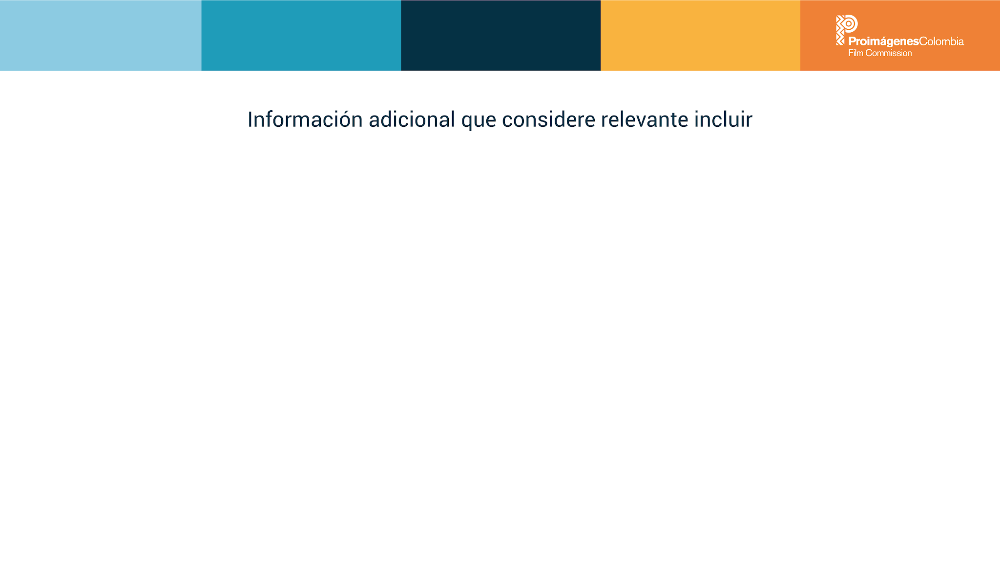 ProimágenesColombia
Film Commission
Información adicional que considere relevante incluir